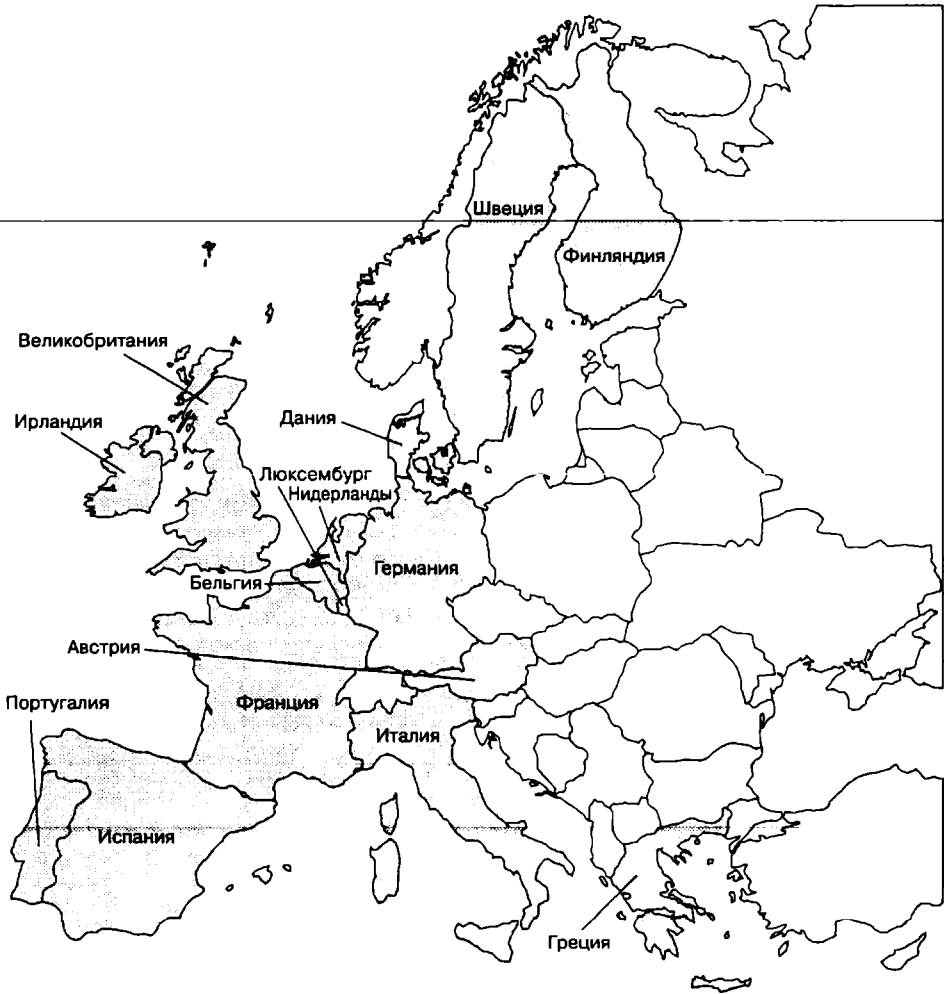 Швеция
Финляндия
Великобритания
Ирландия
Дания
Люксембург
Нидерланды
Германия
Бельгия
Австрия
Португалия
Франция
Италия
Испания
Греция